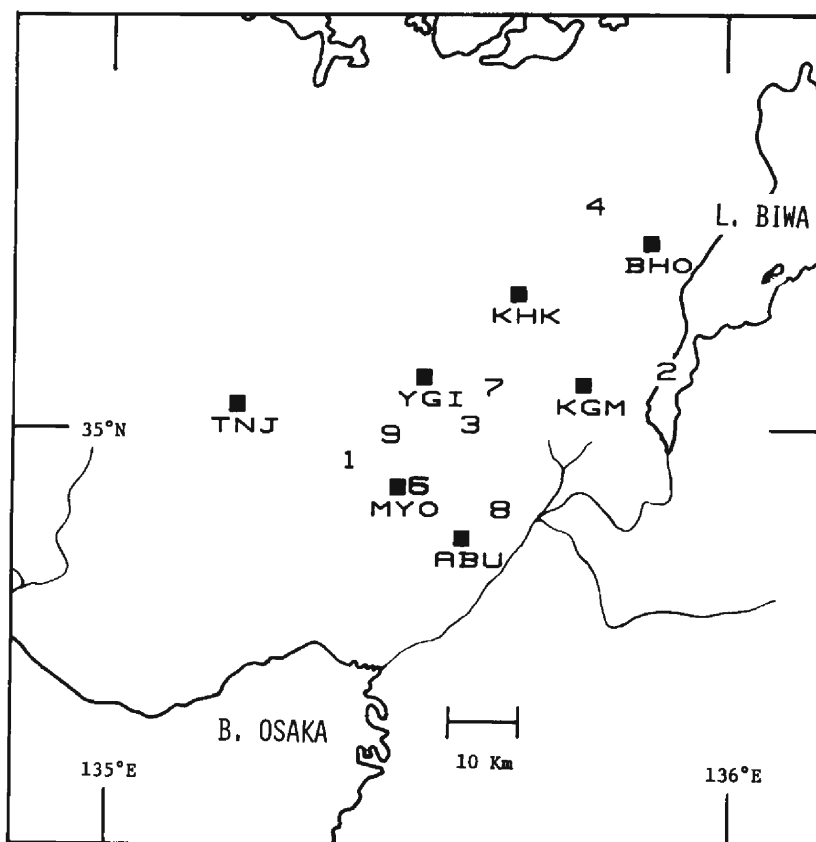 4
L. BIWA
BHO
KHK
2
YGI
7
KGM
TNJ
35°N
9
3
1
6
MYO
8
ABU
B. OSAKA
10 Km
135°E
136°E